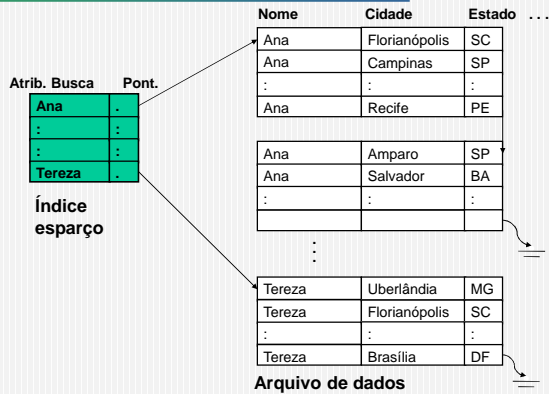 Nome Cidade Estado . . .
Ana Florianópolis SC
Ana Campinas SP
: : :
Ana Recife PE
Atrib. Busca Pont.
Ana .
: :
: :
Tereza .
Índice
esparço
Ana Amparo SP
Ana Salvador BA
: : :
. . .
Tereza Uberlândia MG
Tereza Florianópolis SC
: : :
Tereza Brasília DF
Arquivo de dados